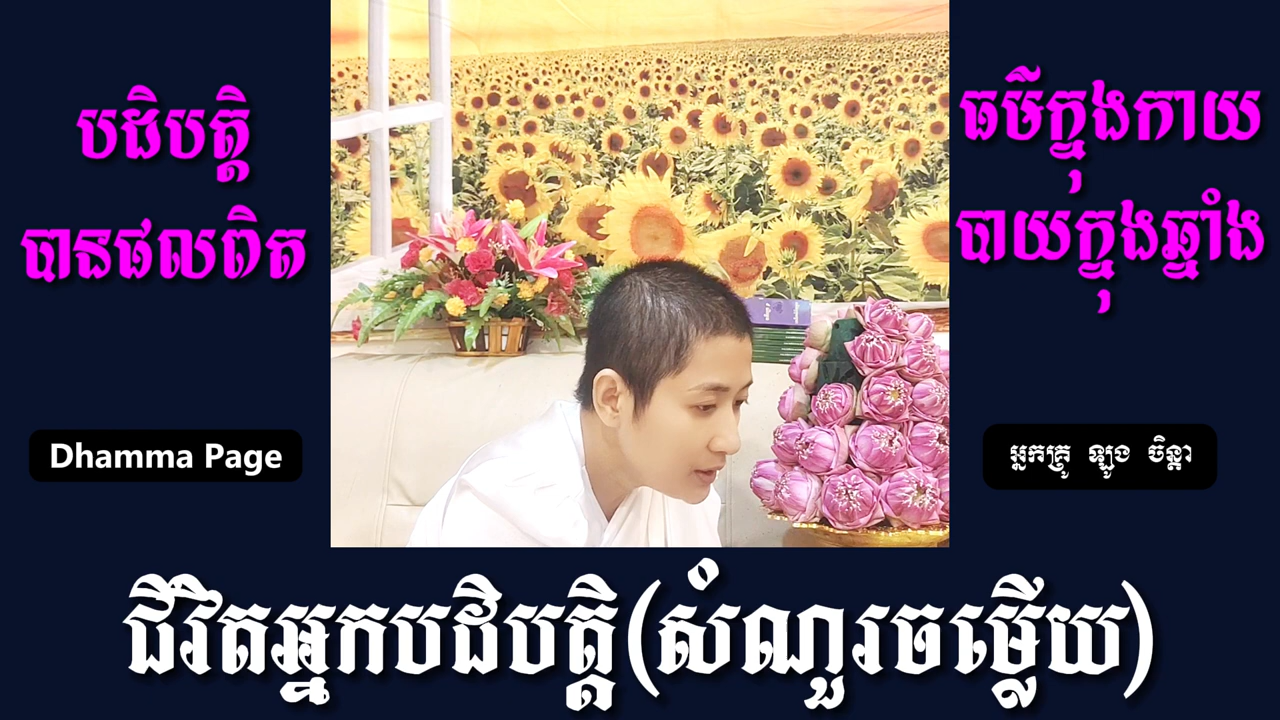 បដិបត្តិ
បានផលពិត
ធម៌ក្នុងកាយ
បាយក្នុងឆ្នាំង
Dhamma Page
អ្នកគ្រូ ឡុង ចិន្តា
ជីវិតអ្នកបដិបត្តិ(សំណួរចម្លើយ)